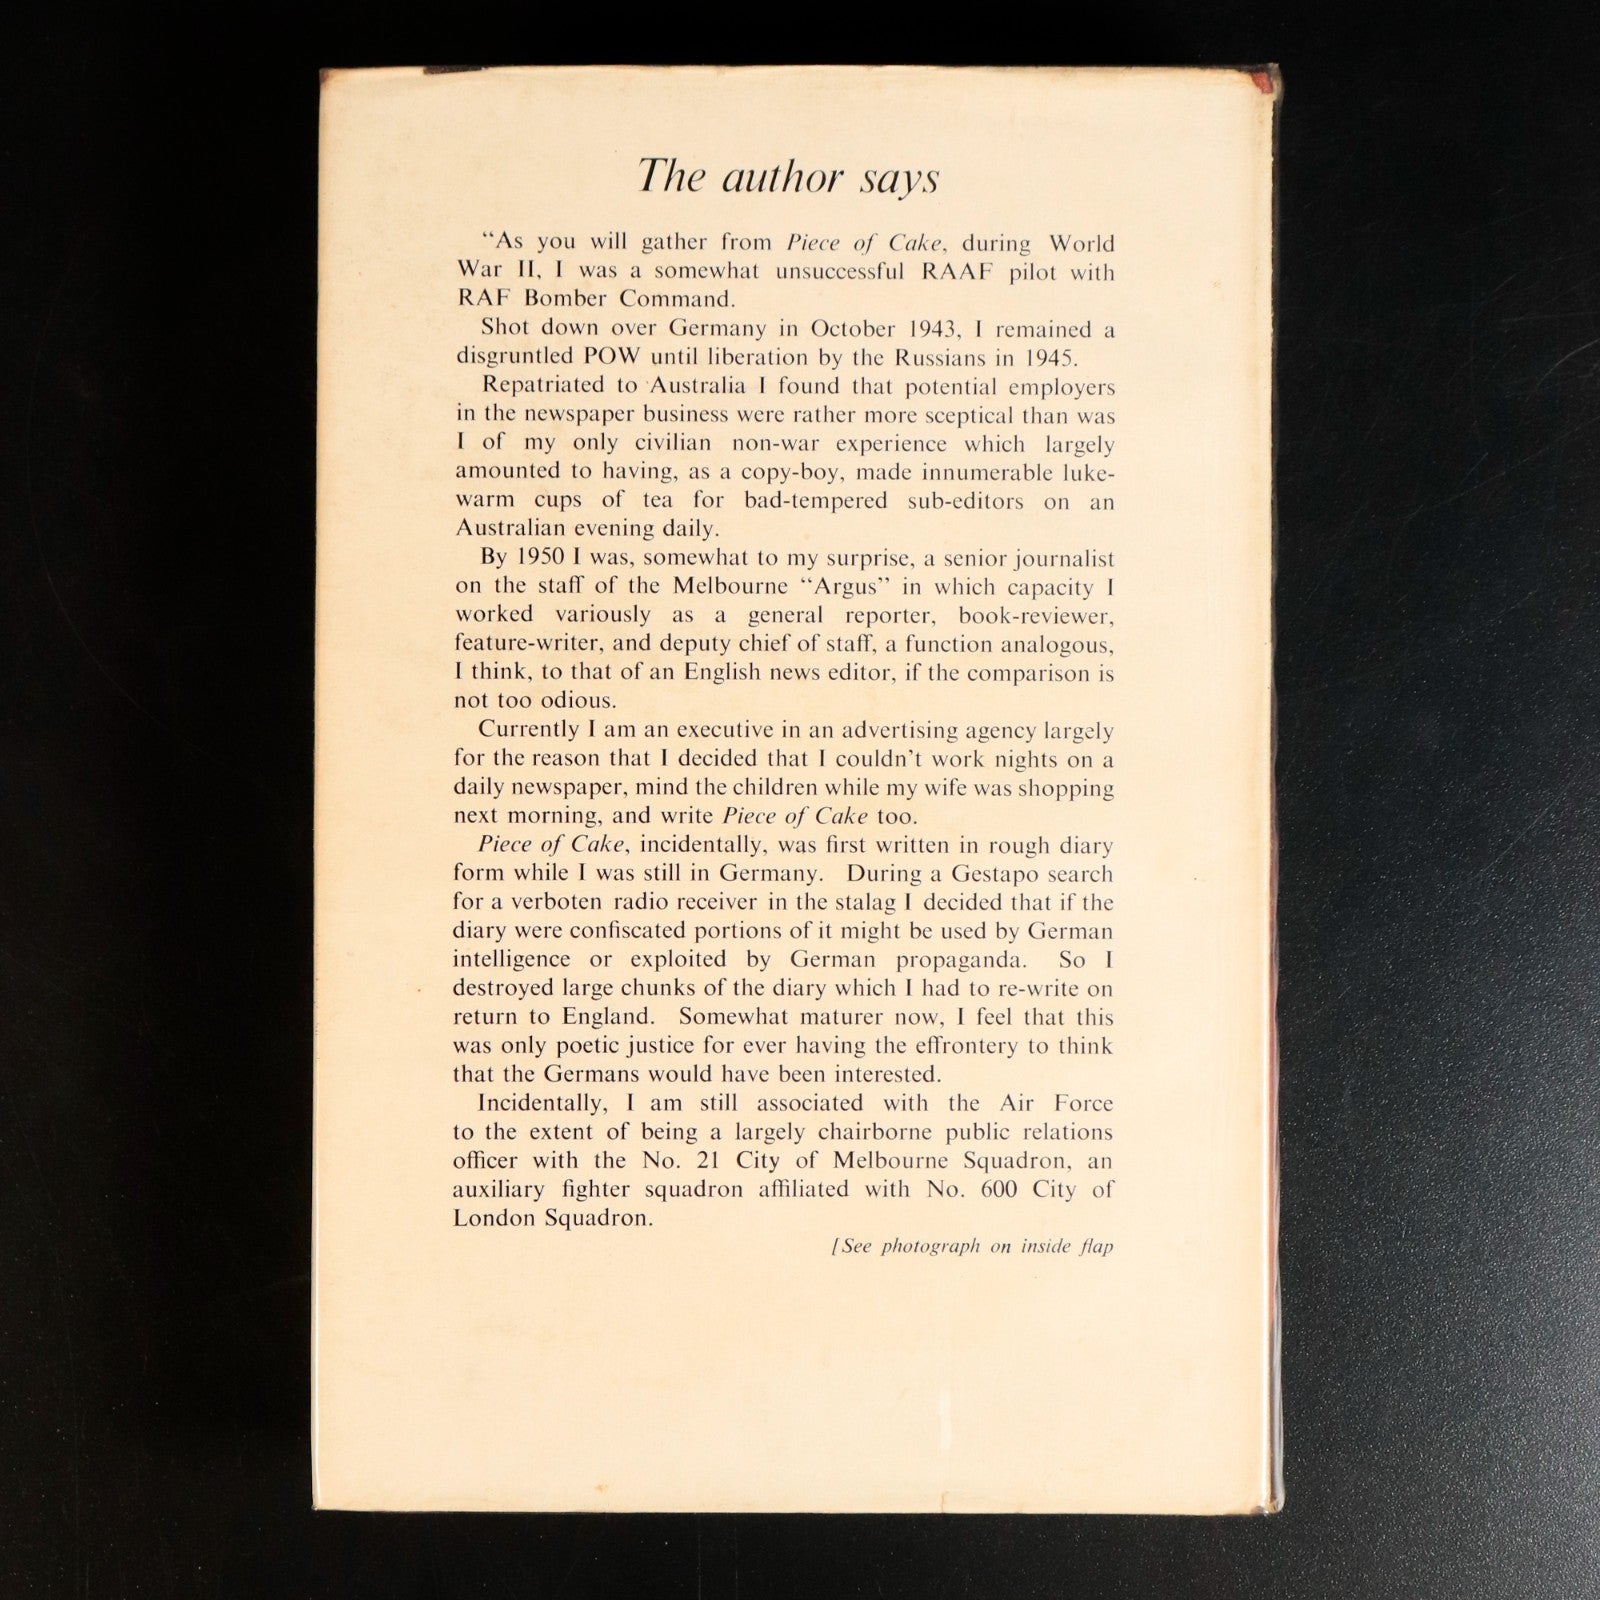 The author says
“As you will gather from Piece of Cake, during World
War II, I was a somewhat unsuccessful RAAF pilot with
RAF Bomber Command.
Shot down over Germany in October 1943, I remained a
disgruntled POW until liberation by the Russians in 1945.
Repatriated to Australia I found that potential employers
in the newspaper business were rather more sceptical than was
I of my only civilian non-war experience which largely
amounted to having, as a copy-boy, made innumerable luke-
warm cups of tea for bad-tempered sub-editors on an
Australian evening daily.
By 1950 I was, somewhat to my surprise, a senior journalist
on the staff of the Melbourne “Argus” in which capacity I
worked variously as a general reporter, book-reviewer,
feature-writer, and deputy chief of staff, a function analogous,
I think, to that of an English news editor, if the comparison is
not too odious.
Currently I am an executive in an advertising agency largely
for the reason that I decided that I couldn’t work nights on a
daily newspaper, mind the children while my wife was shopping
next morning, and write Piece of Cake too.
Piece of Cake, incidentally, was first written in rough diary
form while I was still in Germany. During a Gestapo search
for a verboten radio receiver in the stalag I decided that if the
diary were confiscated portions of it might be used by German
intelligence or exploited by German propaganda. So I
destroyed large chunks of the diary which I had to re-write on
return to England. Somewhat maturer now, I feel that this
was only poetic justice for ever having the effrontery to think
that the Germans would have been interested.
Incidentally, I am still associated with the Air Force
to the extent of being a largely chairborne public relations
officer with the No. 21 City of Melbourne Squadron, an
auxiliary fighter squadron affiliated with No. 600 City of
London Squadron.
[See photograph on inside flap